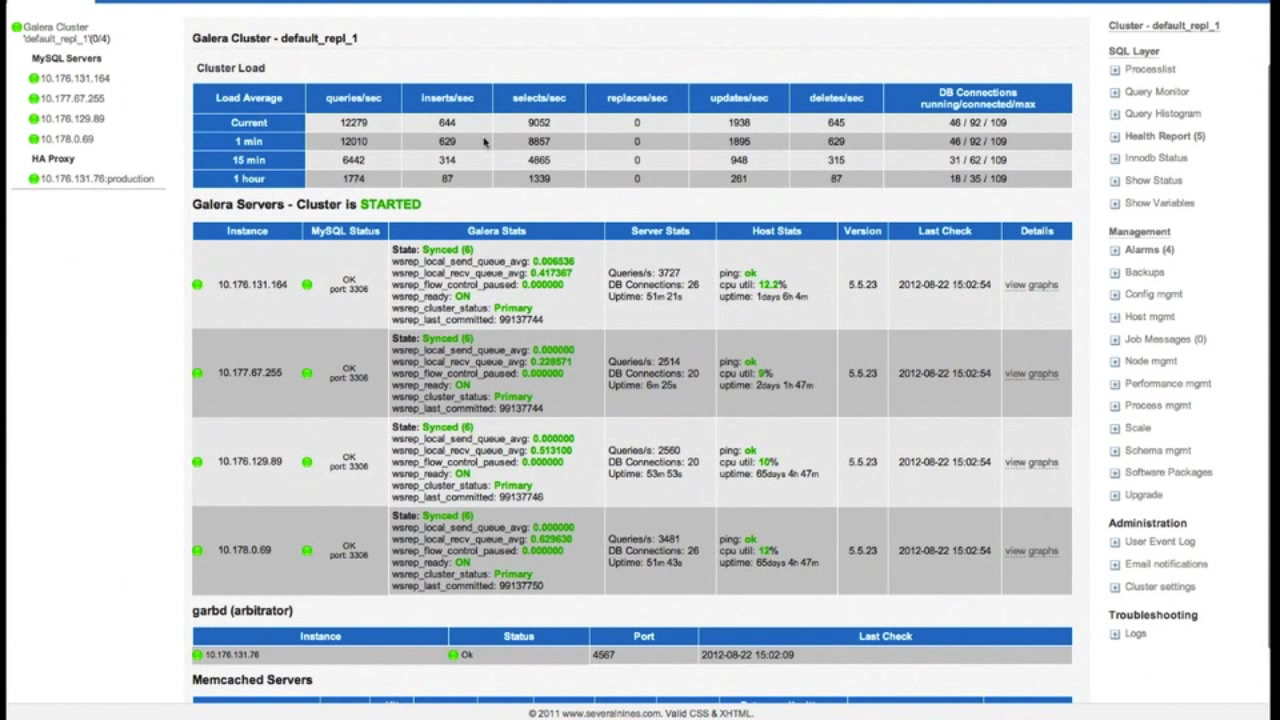 Galera Cluster
'default_repl_1'(0/4)
MySQL Servers
10.176.131.164
10.177.67.255
10.176.129.89
10.178.0.69
HA Proxy
10.176.131.76:production
Galera Cluster - default_repl_1
Cluster Load
Load Average queries/sec inserts/sec selects/sec replaces/sec updates/sec deletes/sec DB Connections running/connected/max
Current 12279 644 9052 0 1938 645 46 / 92 / 109
1 min 12010 629 8857 0 1895 629 46 / 92 / 109
15 min 6442 314 4865 0 948 315 31 / 62 / 109
1 hour 1774 87 1339 0 261 87 18 / 35 / 109
Galera Servers - Cluster is STARTED
Instance MySQL Status Galera Stats Server Stats Host Stats Version Last Check Details
State: Synced (6)
wsrep_local_send_queue_avg: 0.006536
wsrep_local_recv_queue_avg: 0.417367 Queries/s: 3727 ping: ok
10.176.131.164 OK port: 3306 wsrep_flow_control_paused: 0.000000 DB Connections: 26 cpu util: 12.2% 5.5.23 2012-08-22 15:02:54 view graphs
wsrep_ready: ON Uptime: 51m 21s uptime: 1days 6h 4m
wsrep_cluster_status: Primary
wsrep_last_committed: 99137744
State: Synced (6)
wsrep_local_send_queue_avg: 0.000000
wsrep_local_recv_queue_avg: 0.228571 Queries/s: 2514 ping: ok
10.177.67.255 OK port: 3306 wsrep_flow_control_paused: 0.000000 DB Connections: 20 cpu util: 9% 5.5.23 2012-08-22 15:02:54 view graphs
wsrep_ready: ON Uptime: 6m 25s uptime: 2days 1h 47m
wsrep_cluster_status: Primary
wsrep_last_committed: 99137744
State: Synced (6)
wsrep_local_send_queue_avg: 0.000000
wsrep_local_recv_queue_avg: 0.513100 Queries/s: 2560 ping: ok
10.176.129.89 OK port: 3306 wsrep_flow_control_paused: 0.000000 DB Connections: 20 cpu util: 10% 5.5.23 2012-08-22 15:02:54 view graphs
wsrep_ready: ON Uptime: 53m 53s uptime: 65days 4h 47m
wsrep_cluster_status: Primary
wsrep_last_committed: 99137746
State: Synced (6)
wsrep_local_send_queue_avg: 0.000000
wsrep_local_recv_queue_avg: 0.629630 Queries/s: 3481 ping: ok
10.178.0.69 OK port: 3306 wsrep_flow_control_paused: 0.000000 DB Connections: 26 cpu util: 12% 5.5.23 2012-08-22 15:02:54 view graphs
wsrep_ready: ON Uptime: 51m 43s uptime: 65days 4h 47m
wsrep_cluster_status: Primary
wsrep_last_committed: 99137750
garbd (arbitrator)
Instance Status Port Last Check
10.176.131.76 Ok 4567 2012-08-22 15:02:09
Memcached Servers
Cluster - default_repl_1
SQL Layer
Processlist
Query Monitor
Query Histogram
Health Report (5)
Innodb Status
Show Status
Show Variables
Management
Alarms (4)
Backups
Config mgmt
Host mgmt
Job Messages (0)
Node mgmt
Performance mgmt
Process mgmt
Scale
Schema mgmt
Software Packages
Upgrade
Administration
User Event Log
Email notifications
Cluster settings
Troubleshooting
Logs
© 2011 www.severalnines.com. Valid CSS & XHTML.